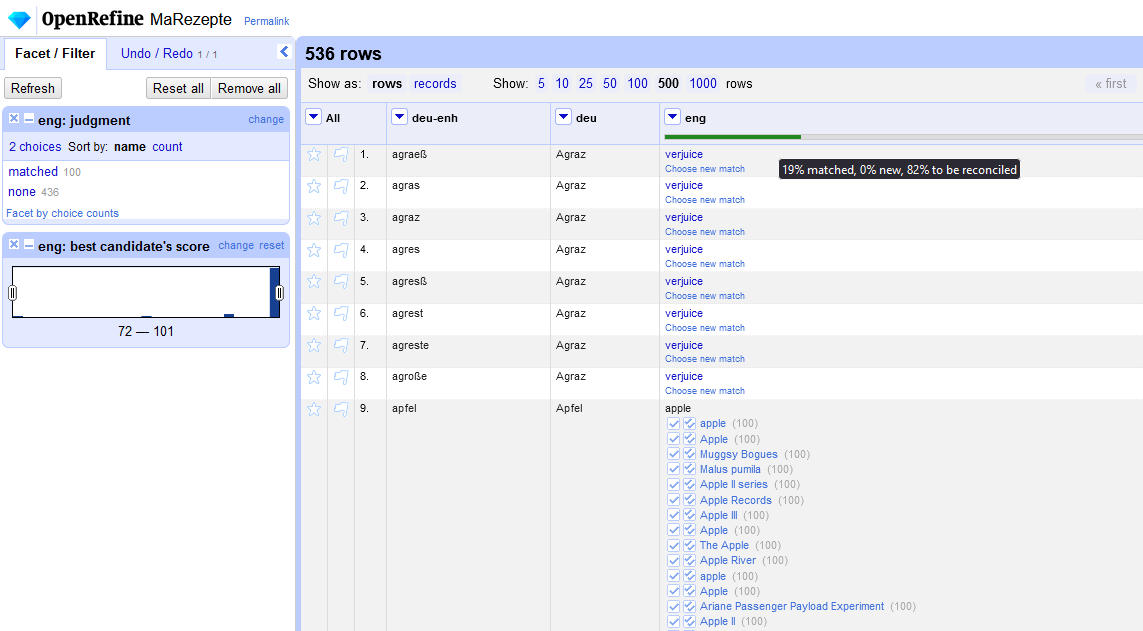 OpenRefine MaRezepte Permalink
Facet / Filter Undo / Redo 1 / 1
Refresh Reset all Remove all
eng: judgment change
2 choices Sort by: name count
matched 100
none 436
Facet by choice counts
eng: best candidate's score change reset
72 — 101
536 rows
Show as: rows records Show: 5 10 25 50 100 500 1000 rows « first
All deu-enh deu eng
19% matched, 0% new, 82% to be reconciled
1. agraeß Agraz verjuice
Choose new match
2. agras Agraz verjuice
Choose new match
3. agraz Agraz verjuice
Choose new match
4. agres Agraz verjuice
Choose new match
5. agresß Agraz verjuice
Choose new match
6. agrest Agraz verjuice
Choose new match
7. agreste Agraz verjuice
Choose new match
8. agroße Agraz verjuice
Choose new match
9. apfel Apfel apple
apple (100)
Apple (100)
Muggsy Bogues (100)
Malus pumila (100)
Apple II series (100)
Apple Records (100)
Apple III (100)
Apple (100)
The Apple (100)
Apple River (100)
apple (100)
Apple (100)
Ariane Passenger Payload Experiment (100)
Apple II (100)